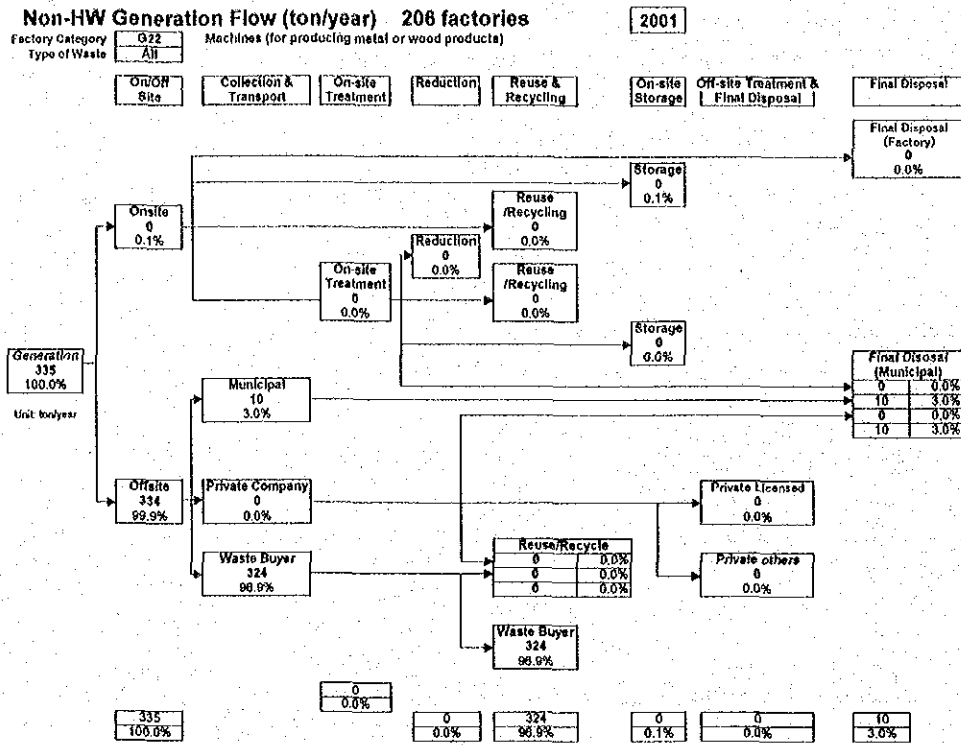 Non-HW Generation Flow (ton/year) 206 factories 2001
Factory Category G22 Machines (for producing metal or wood products)
Type of Waste All
On/Off Site
Collection & Transport
On-site Treatment
Reduction
Reuse & Recycling
On-site Storage
Off-site Treatment & Final Disposal
Final Disposal
Final Disposal
(Factory)
0
0.0%
Storage
0
0.1%
Onsite
0
0.1%
Reuse
/Recycling
0
0.0%
Reduction
0
0.0%
On-site
Treatment
0
0.0%
Reuse
/Recycling
0
0.0%
Storage
0
0.0%
Generation
335
100.0%
Unit: ton/year
Municipal
10
3.0%
Final Disosal
(Municipal)
0 0.0%
10 3.0%
0 0.0%
10 3.0%
Offsite
334
99.9%
Private Company
0
0.0%
Private Licensed
0
0.0%
Waste Buyer
324
96.9%
Reuse/Recycle
0 0.0%
0 0.0%
0 0.0%
Private others
0
0.0%
Waste Buyer
324
96.9%
0
0.0%
335
100.0%
0
0.0%
324
96.9%
0
0.1%
0
0.0%
10
3.0%